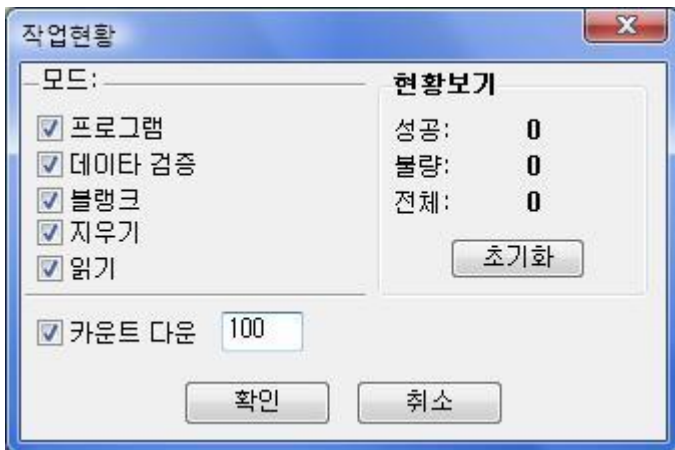 작업현황
모드:
프로그램
데이타 검증
블랭크
지우기
읽기
카운트 다운 100
현황보기
성공: 0
불량: 0
전체: 0
초기화
확인 취소